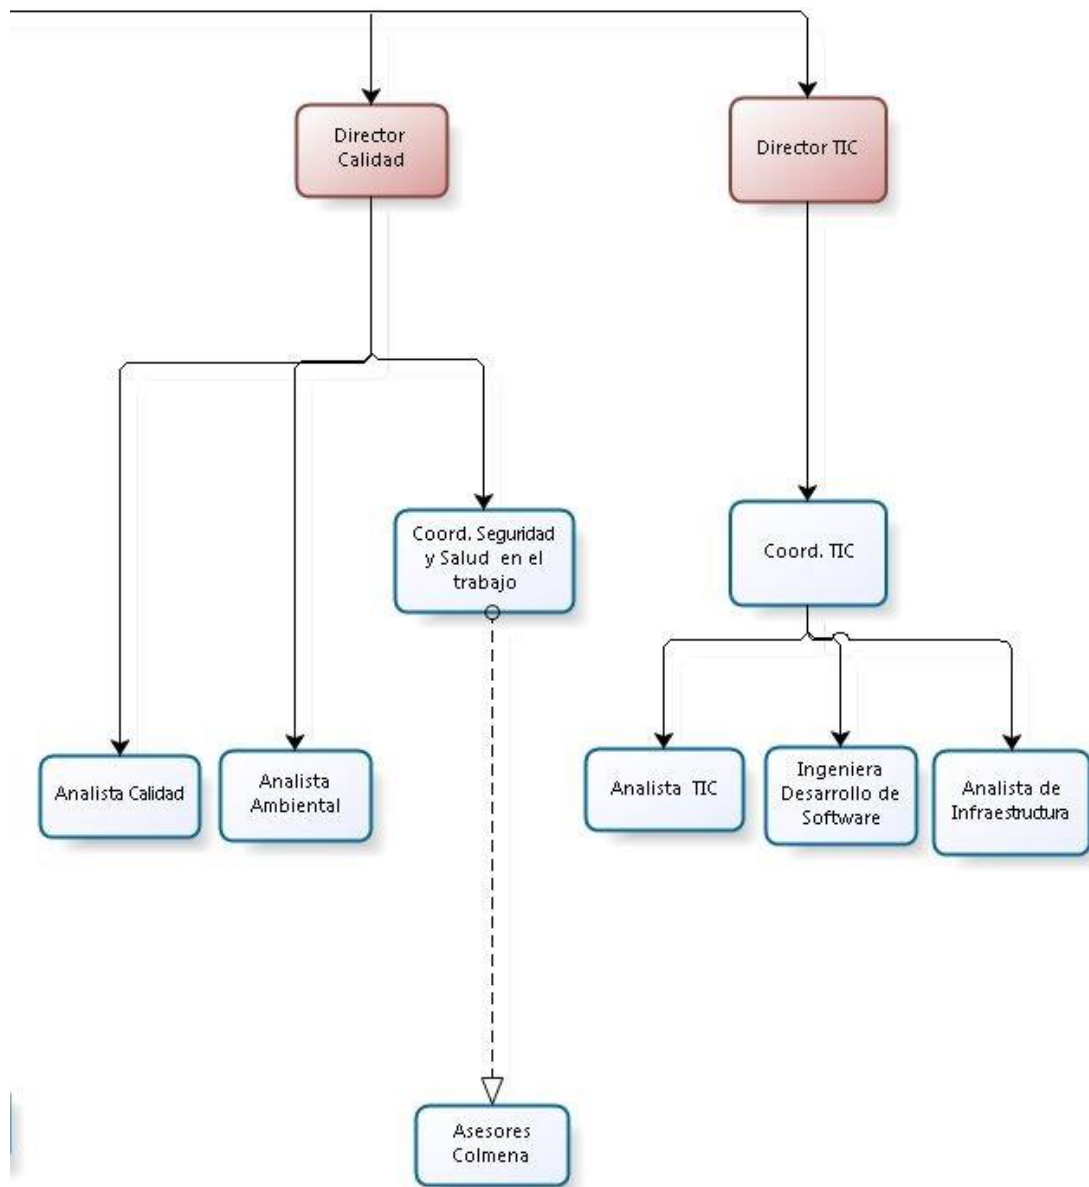 Director
Calidad
Director TIC
Coord. Seguridad
y Salud en el
trabajo
Coord. TIC
Analista Calidad
Analista
Ambiental
Analista TIC
Ingeniera
Desarrollo de
Software
Analista de
Infraestructura
Asesores
Colmena